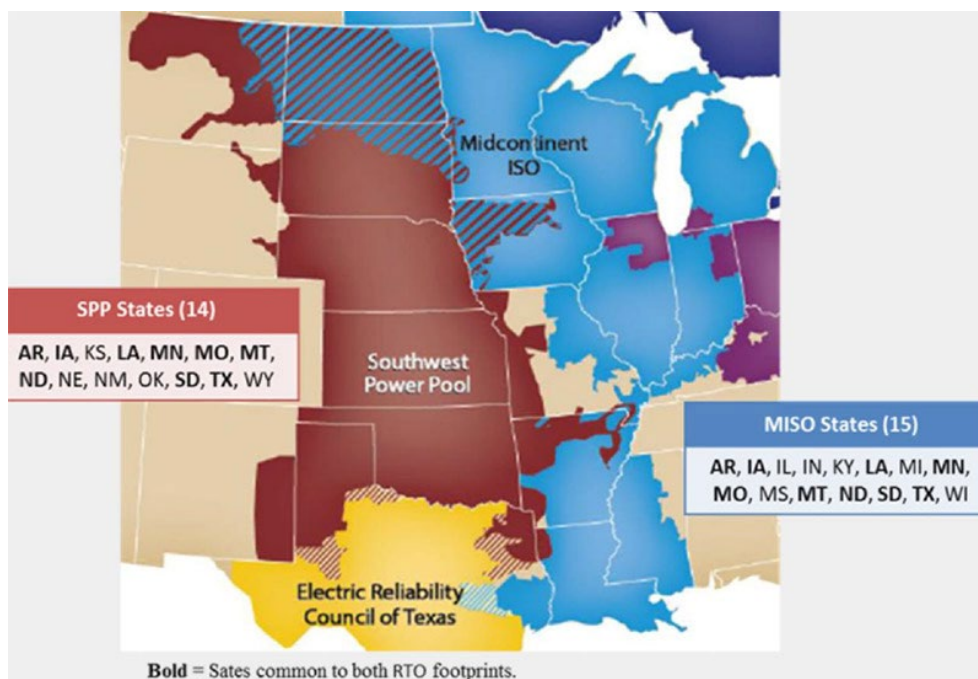 Midcontinent
ISO
SPP States (14)
AR, IA, KS, LA, MN, MO, MT,
ND, NE, NM, OK, SD, TX, WY
Southwest
Power Pool
MISO States (15)
AR, IA, IL, IN, KY, LA, MI, MN,
MO, MS, MT, ND, SD, TX, WI
Electric Reliability
Council of Texas
Bold = Sates common to both RTO footprints.